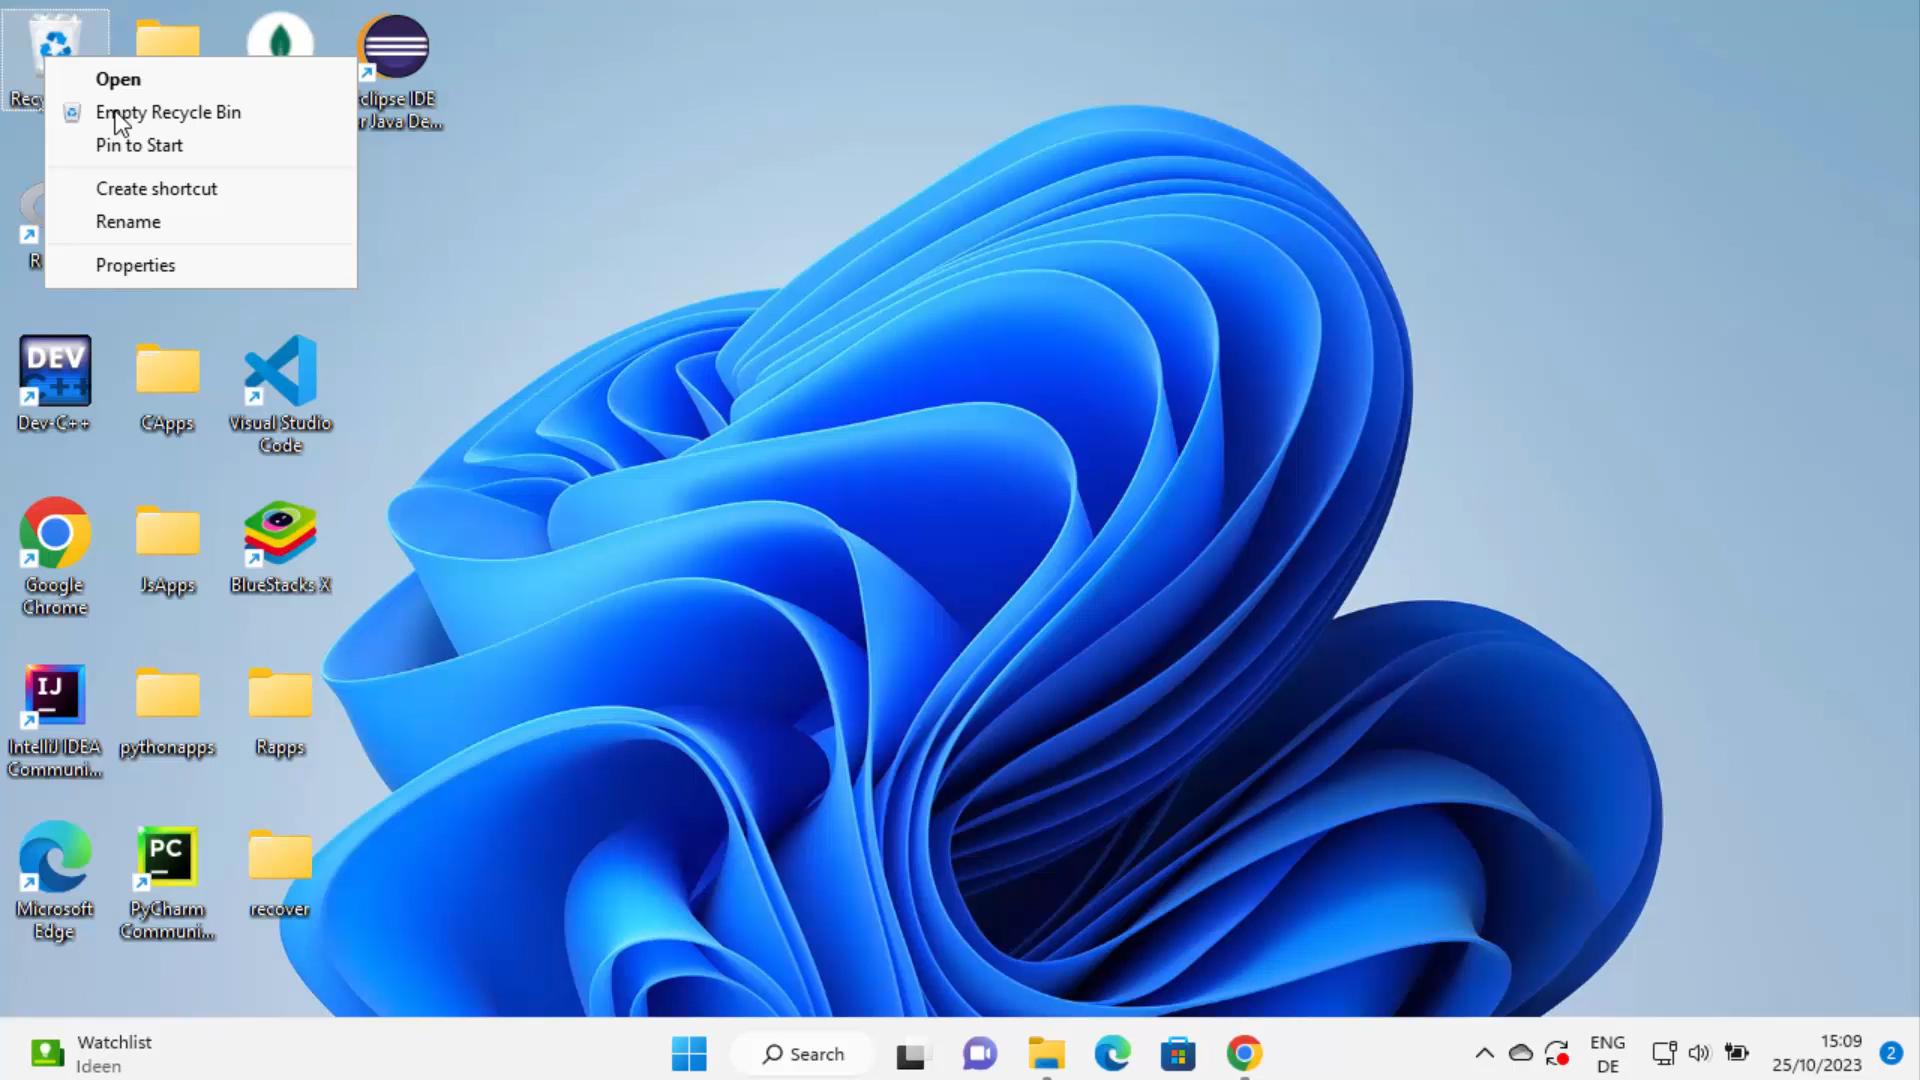 Open
Empty Recycle Bin
Pin to Start
Create shortcut
Rename
Properties
clipse IDE
r Java De...
R
DEV
C++
Dev-C++
CApps
Visual Studio
Code
Google
Chrome
JsApps
BlueStacks X
IJ
IntelliJ IDEA
Communi...
pythonapps
Rapps
Microsoft
Edge
PC
PyCharm
Communi...
recover
Watchlist
Ideen
Search
ENG
DE
15:09
25/10/2023
2